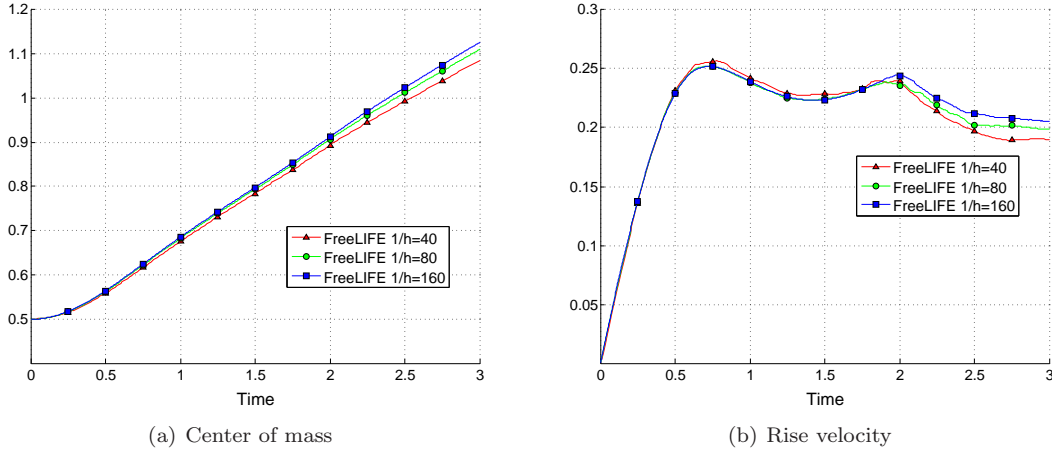 1.2
1.1
1
0.9
0.8
0.7
0.6
0.5
0 0.5 1 1.5 2 2.5 3
Time
FreeLIFE 1/h=40
FreeLIFE 1/h=80
FreeLIFE 1/h=160
(a) Center of mass
0.3
0.25
0.2
0.15
0.1
0.05
0 0.5 1 1.5 2 2.5 3
Time
FreeLIFE 1/h=40
FreeLIFE 1/h=80
FreeLIFE 1/h=160
(b) Rise velocity